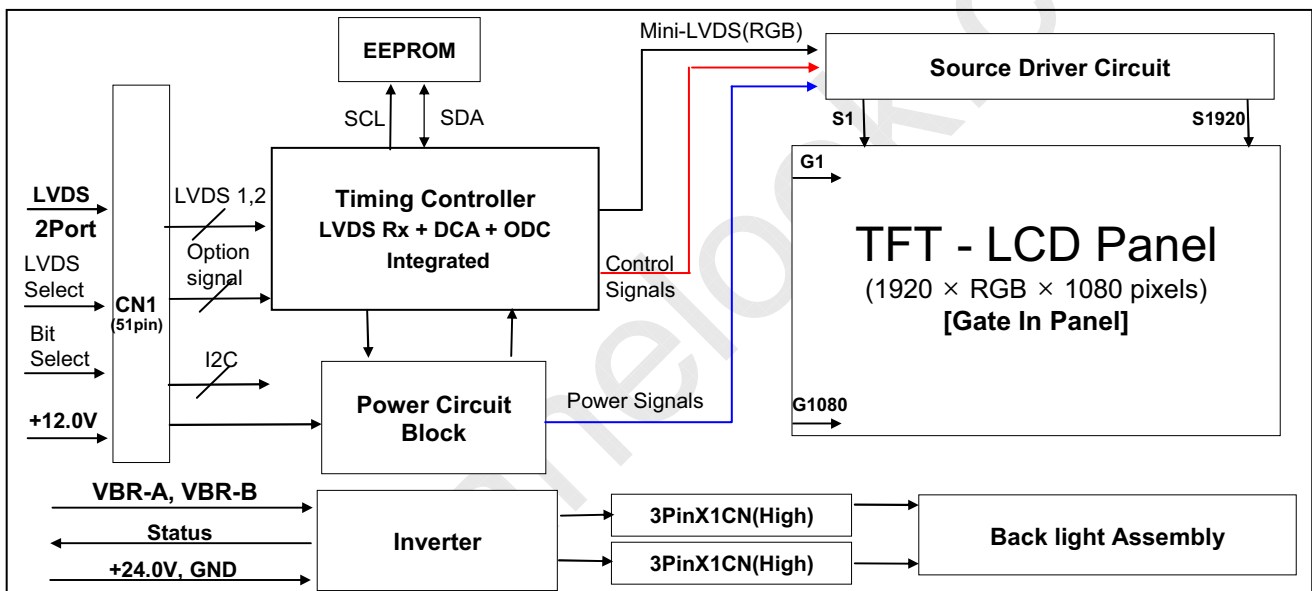 EEPROM
Mini-LVDS(RGB)
Source Driver Circuit
SCL
SDA
S1
S1920
LVDS
2Port
LVDS
Select
Bit
Select
+12.0V
CN1
(51pin)
LVDS 1,2
Option
signal
I2C
Timing Controller
LVDS Rx + DCA + ODC
Integrated
Control
Signals
Power Circuit
Block
Power Signals
G1
TFT - LCD Panel
(1920 × RGB × 1080 pixels)
[Gate In Panel]
G1080
VBR-A, VBR-B
Status
+24.0V, GND
Inverter
3PinX1CN(High)
3PinX1CN(High)
Back light Assembly